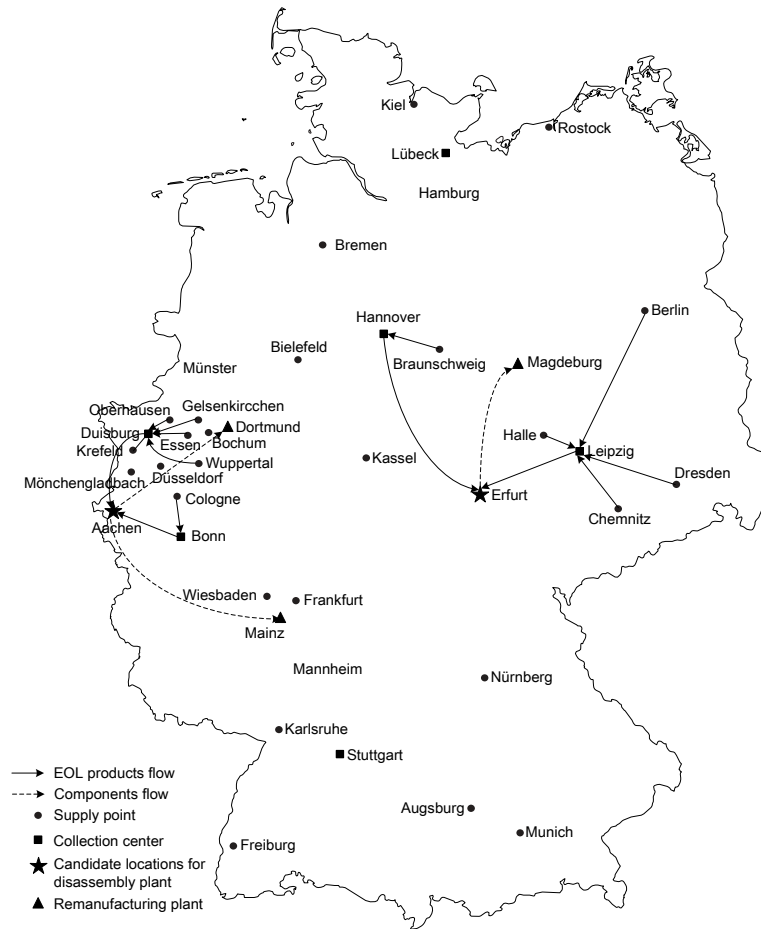 Kiel
Rostock
Lübeck
Hamburg
Bremen
Berlin
Hannover
Bielefeld
Braunschweig
Magdeburg
Münster
Oberhausen
Gelsenkirchen
Duisburg
Dortmund
Essen
Bochum
Halle
Krefeld
Leipzig
Kassel
Wuppertal
Mönchengladbach
Düsseldorf
Dresden
Cologne
Erfurt
Chemnitz
Aachen
Bonn
Wiesbaden
Frankfurt
Mainz
Mannheim
Nürnberg
Karlsruhe
Stuttgart
EOL products flow
Components flow
Supply point
Augsburg
Munich
Collection center
Freiburg
Candidate locations for
disassembly plant
Remanufacturing plant